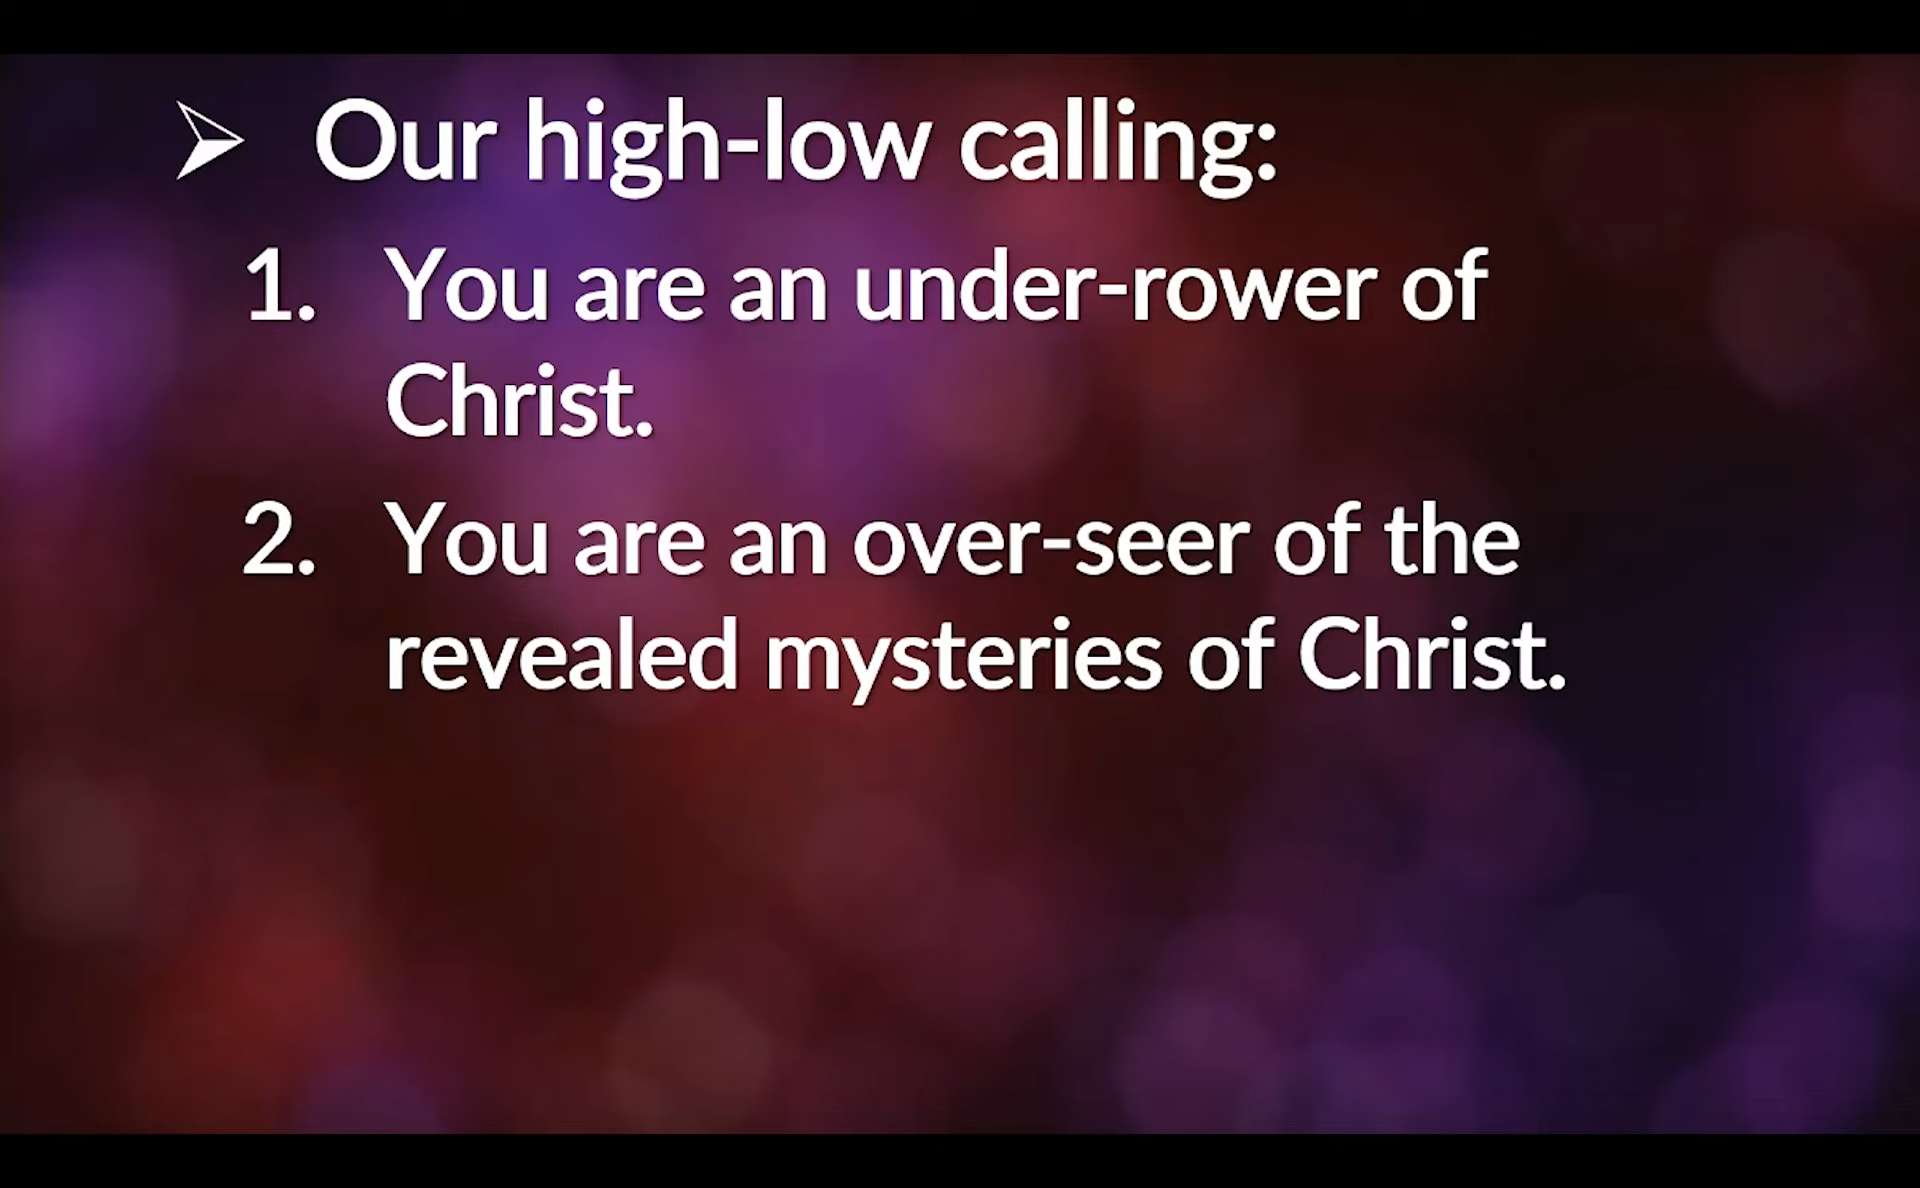 ➢ Our high-low calling:
1. You are an under-rower of
Christ.
2. You are an over-seer of the
revealed mysteries of Christ.